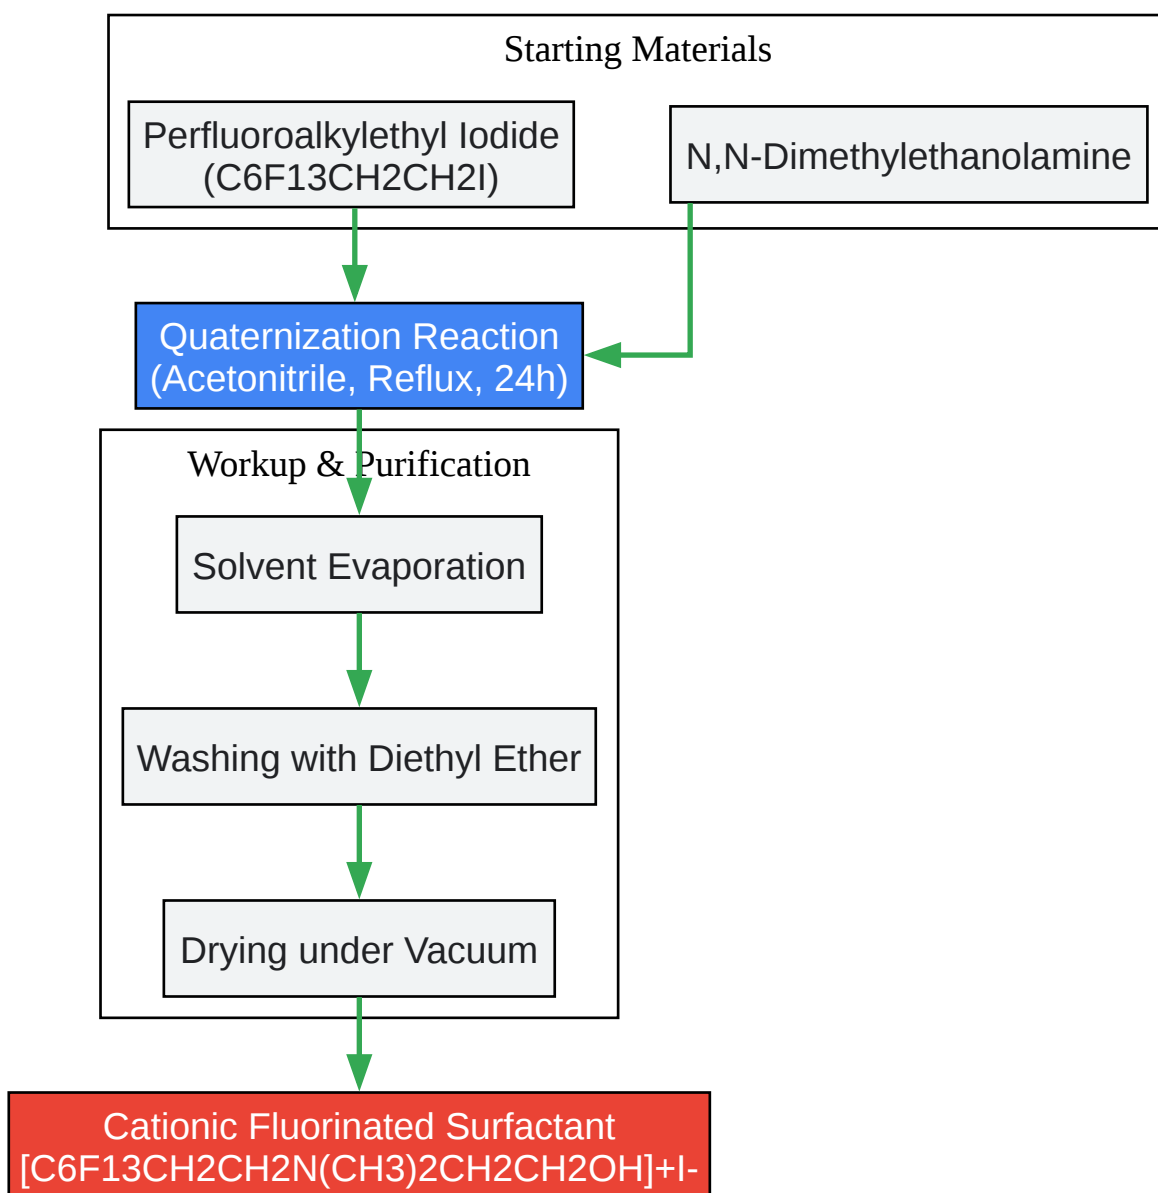 Starting Materials
Perfluoroalkylethyl Iodide
(C6F13CH2CH2I)
N,N-Dimethylethanolamine
Quaternization Reaction
(Acetonitrile, Reflux, 24h)
Workup & Purification
Solvent Evaporation
Washing with Diethyl Ether
Drying under Vacuum
Cationic Fluorinated Surfactant
[C6F13CH2CH2N(CH3)2CH2CH2OH]+I-